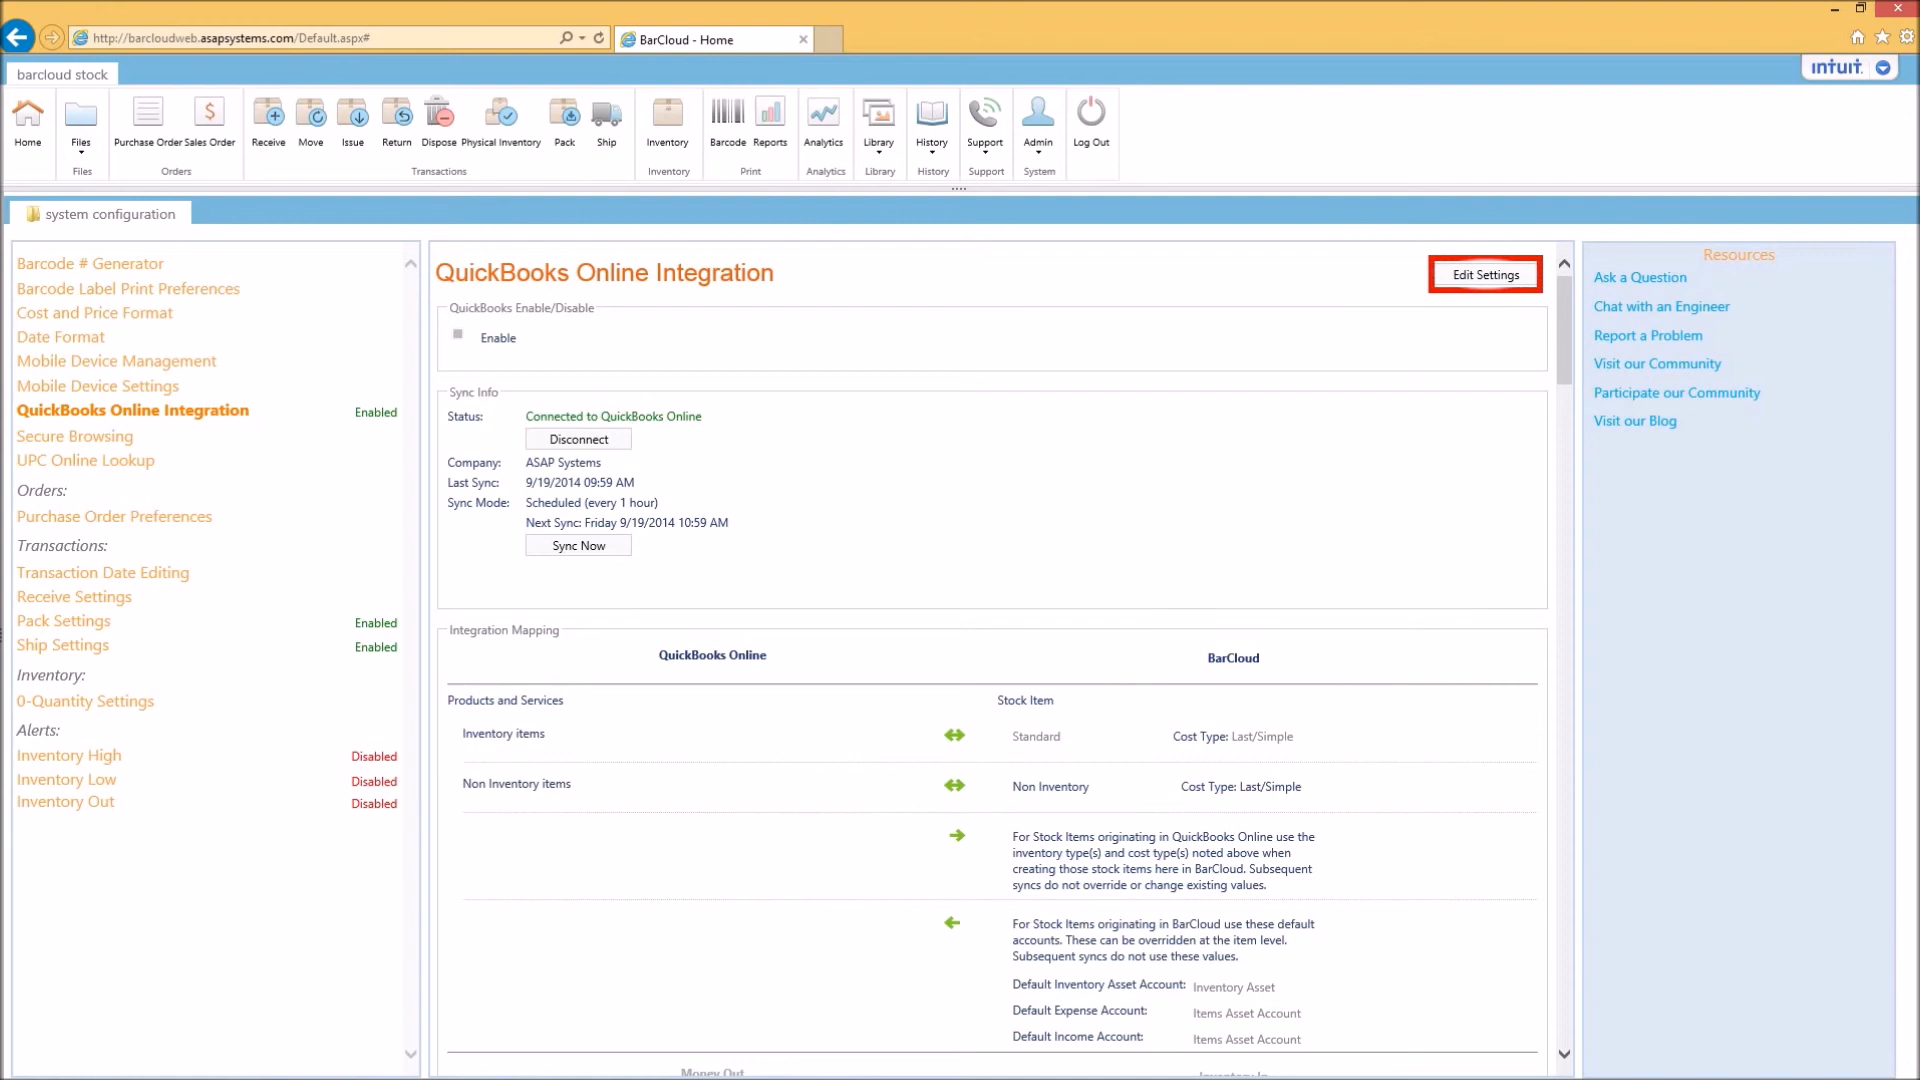 http://barcloudweb.asapsystems.com/Default.aspx#
BarCloud - Home
barcloud stock
intuit.
Home
Files
Purchase Order
Sales Order
Receive
Move
Issue
Return
Dispose
Physical Inventory
Pack
Ship
Inventory
Barcode
Reports
Analytics
Library
History
Support
Admin
Log Out
Files
Orders
Transactions
Inventory
Print
Analytics
Library
History
Support
System
system configuration
Barcode # Generator
Barcode Label Print Preferences
Cost and Price Format
Date Format
Mobile Device Management
Mobile Device Settings
QuickBooks Online Integration Enabled
Secure Browsing
UPC Online Lookup
Orders:
Purchase Order Preferences
Transactions:
Transaction Date Editing
Receive Settings
Pack Settings Enabled
Ship Settings Enabled
Inventory:
0-Quantity Settings
Alerts:
Inventory High Disabled
Inventory Low Disabled
Inventory Out Disabled
QuickBooks Online Integration
Edit Settings
QuickBooks Enable/Disable
Enable
Sync Info
Status: Connected to QuickBooks Online
Disconnect
Company: ASAP Systems
Last Sync: 9/19/2014 09:59 AM
Sync Mode: Scheduled (every 1 hour)
Next Sync: Friday 9/19/2014 10:59 AM
Sync Now
Integration Mapping
QuickBooks Online BarCloud
Products and Services Stock Item
Inventory items Standard Cost Type: Last/Simple
Non Inventory items Non Inventory Cost Type: Last/Simple
For Stock Items originating in QuickBooks Online use the
inventory type(s) and cost type(s) noted above when
creating those stock items here in BarCloud. Subsequent
syncs do not override or change existing values.
For Stock Items originating in BarCloud use these default
accounts. These can be overridden at the item level.
Subsequent syncs do not use these values.
Default Inventory Asset Account: Inventory Asset
Default Expense Account: Items Asset Account
Default Income Account: Items Asset Account
Money Out Inventory In
Resources
Ask a Question
Chat with an Engineer
Report a Problem
Visit our Community
Participate our Community
Visit our Blog